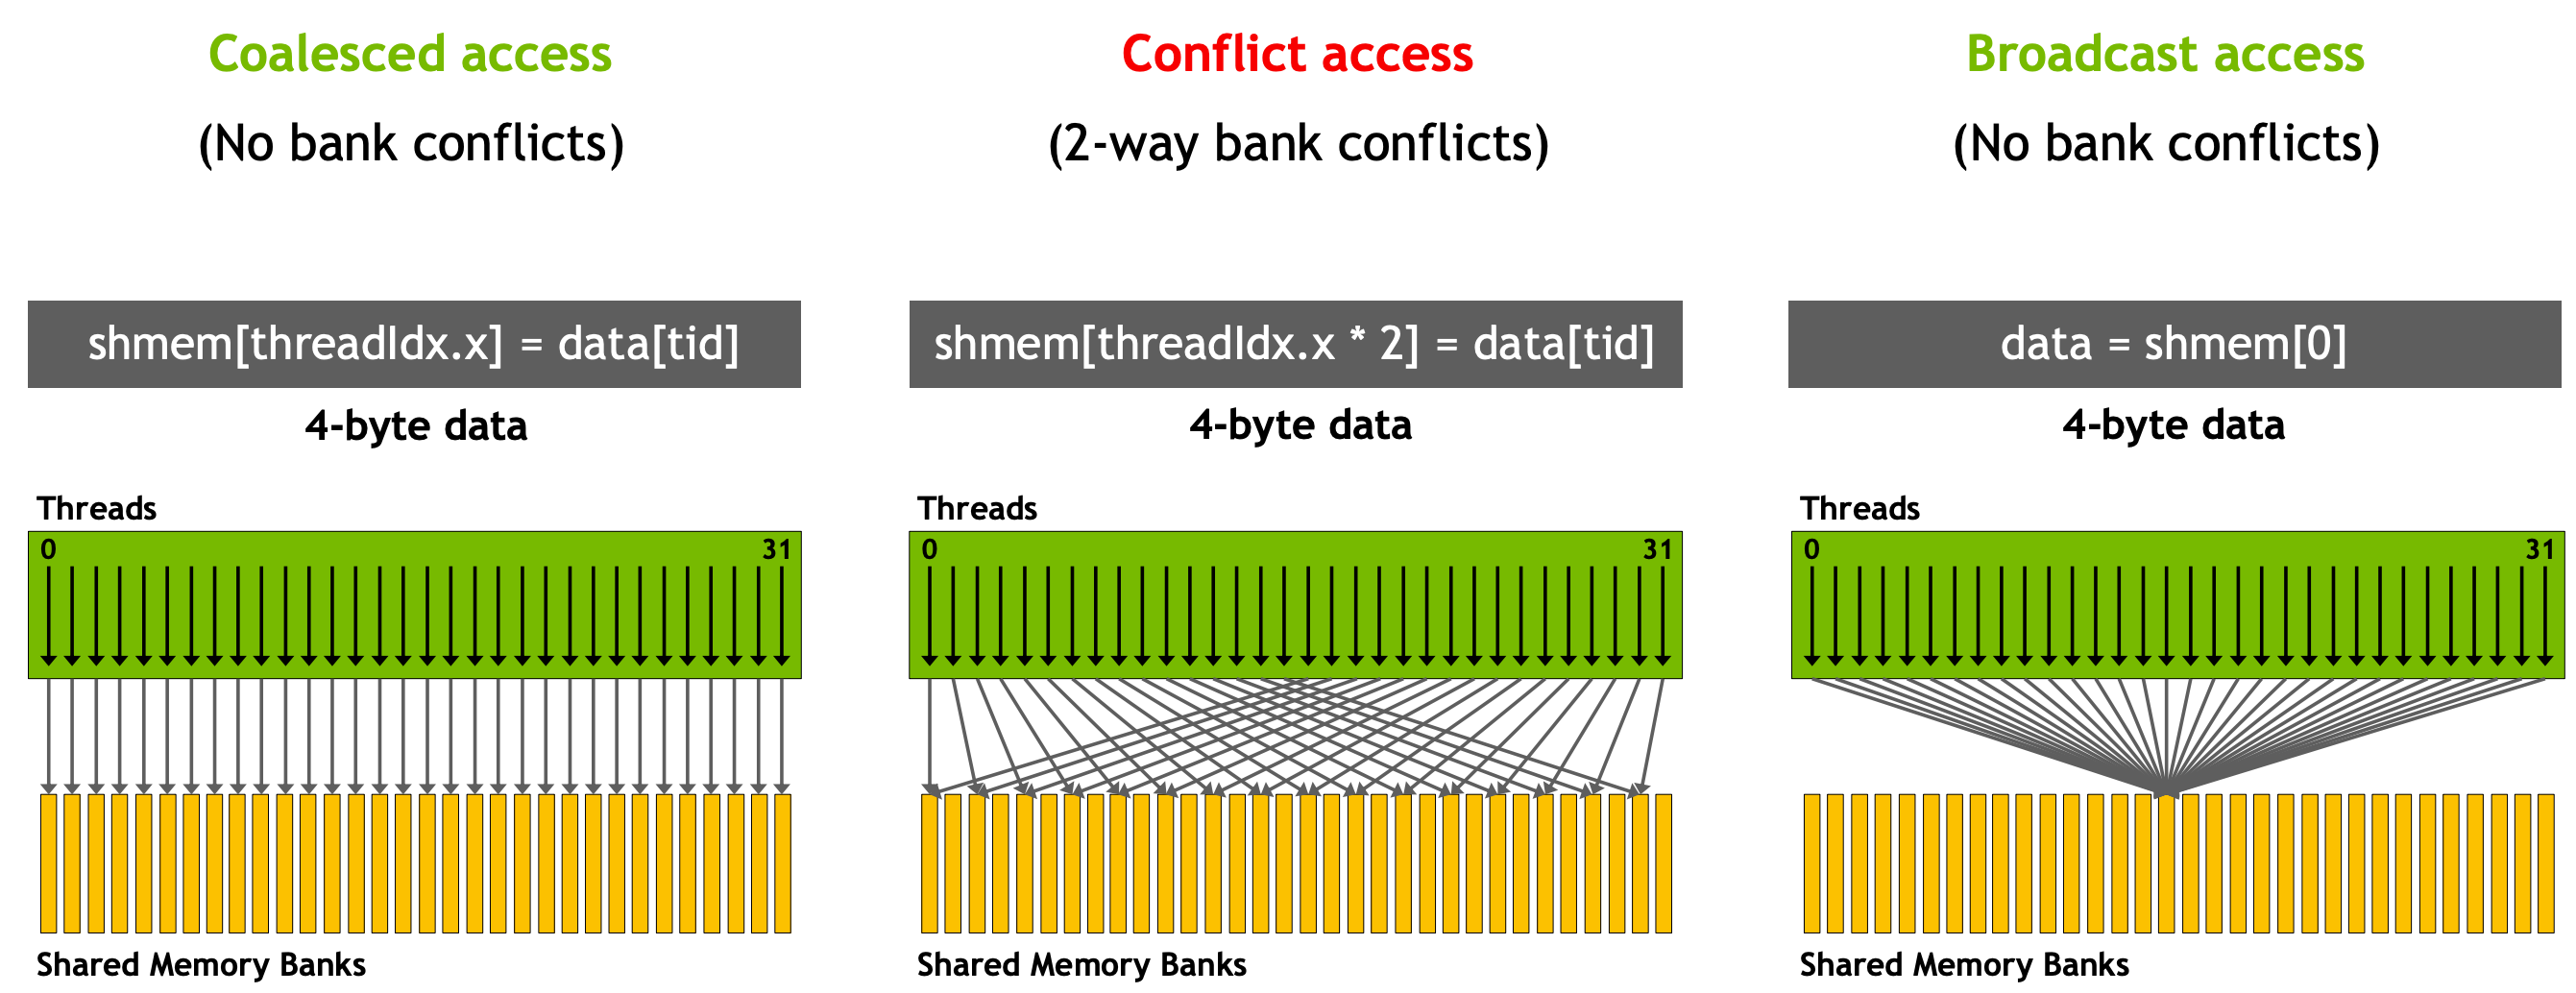 Coalesced access
(No bank conflicts)
shmem[threadIdx.x] = data[tid]
4-byte data
Threads
0 31
Shared Memory Banks
Conflict access
(2-way bank conflicts)
shmem[threadIdx.x * 2] = data[tid]
4-byte data
Threads
0 31
Shared Memory Banks
Broadcast access
(No bank conflicts)
data = shmem[0]
4-byte data
Threads
0 31
Shared Memory Banks